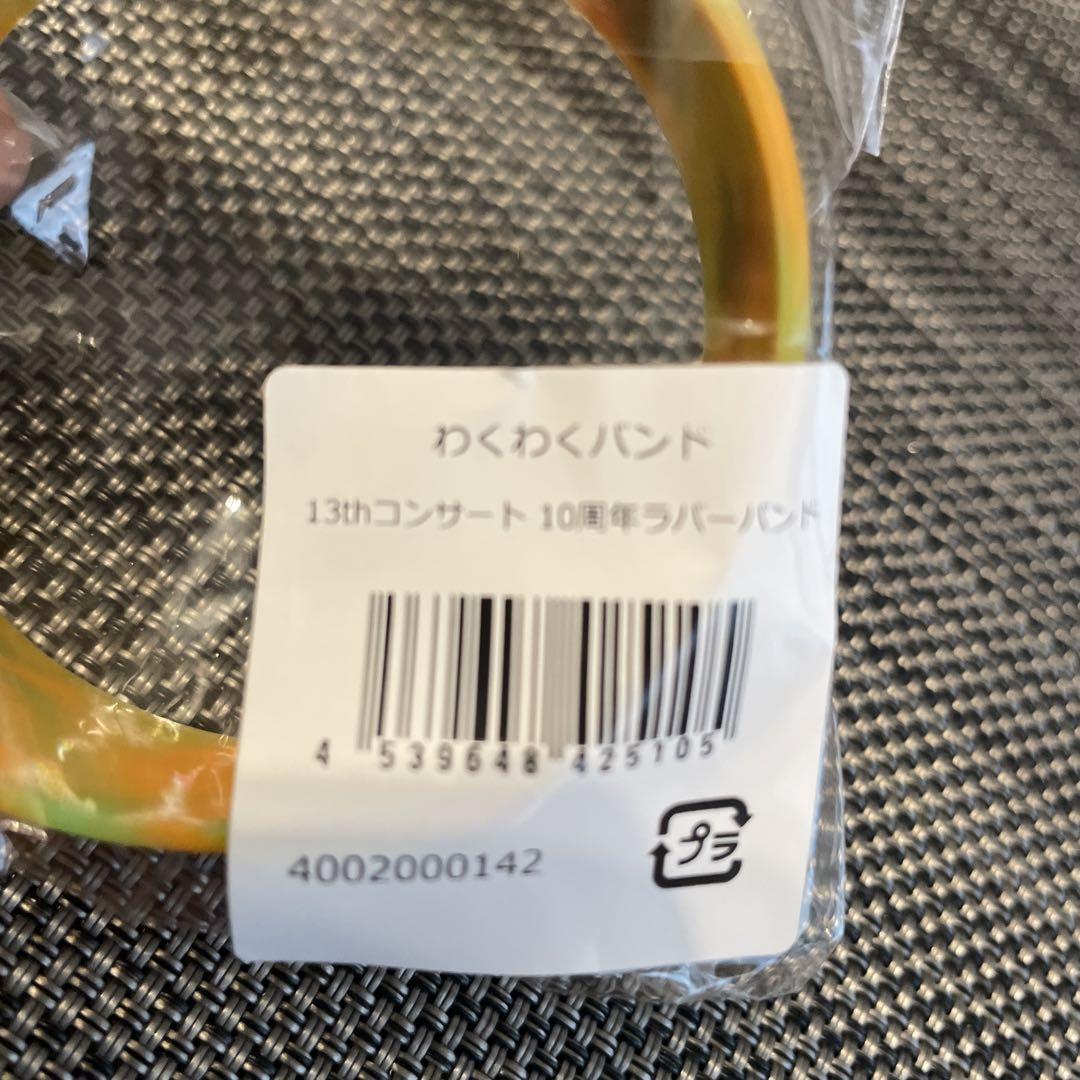 わくわくバンド
13thコンサート 10周年ラバーバンド
4 539648 425105
4002000142
プラ